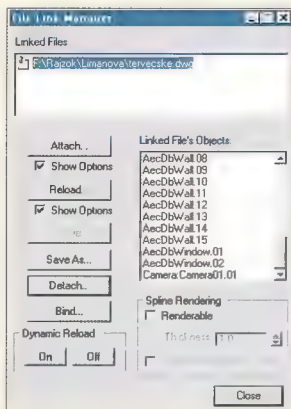 File Link Manager
Linked Files
F:\Rajzok\Limanova\tervecske.dwg
Attach...
Show Options
Reload
Show Options
Save As...
Detach...
Bind...
Dynamic Reload
On
Off
Linked File's Objects:
AecDbWall.08
AecDbWall.09
AecDbWall.10
AecDbWall.11
AecDbWall.12
AecDbWall.13
AecDbWall.14
AecDbWall.15
AecDbWindow.01
AecDbWindow.02
Camera:Camera01.01
Spline Rendering
Renderable
Thickness
1.0
Close